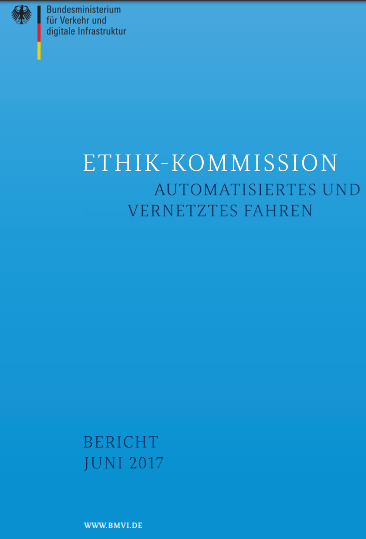 Bundesministerium
für Verkehr und
digitale Infrastruktur
ETHIK-KOMMISSION
AUTOMATISIERTES UND
VERNETZTES FAHREN
BERICHT
JUNI 2017
WWW.BMVI.DE